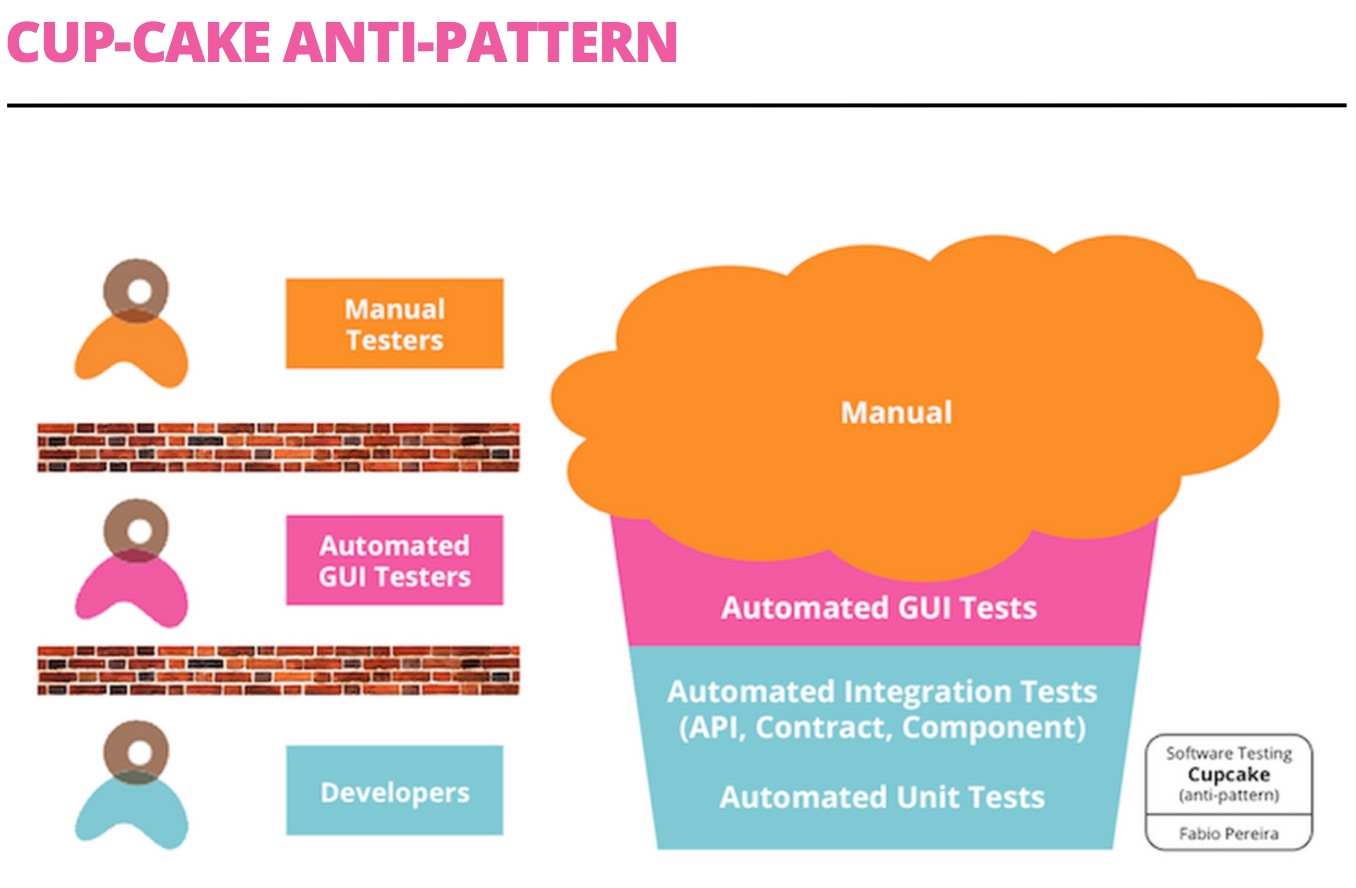 CUP-CAKE ANTI-PATTERN
Manual
Testers
Manual
Automated
GUI Testers
Automated GUI Tests
Automated Integration Tests
(API, Contract, Component)
Developers
Automated Unit Tests
Software Testing
Cupcake
(anti-pattern)
Fabio Pereira